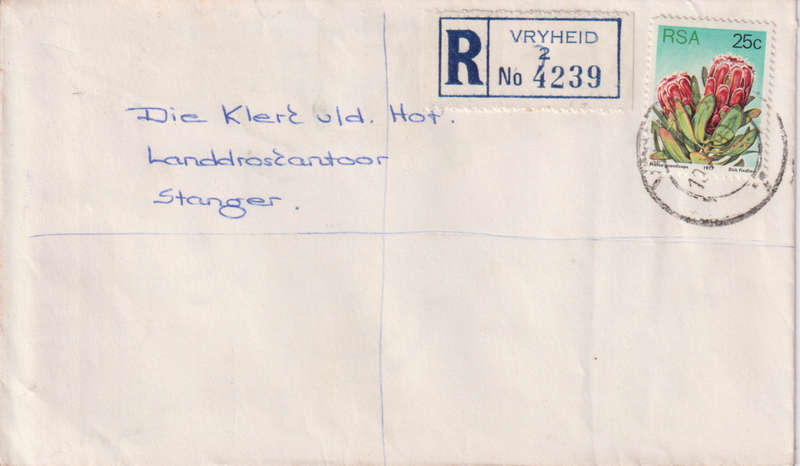 VRYHEID
2
R No 4239
RSA 25c
Die Klerk v/d. Hof.
Landdroskantoor
Stanger.